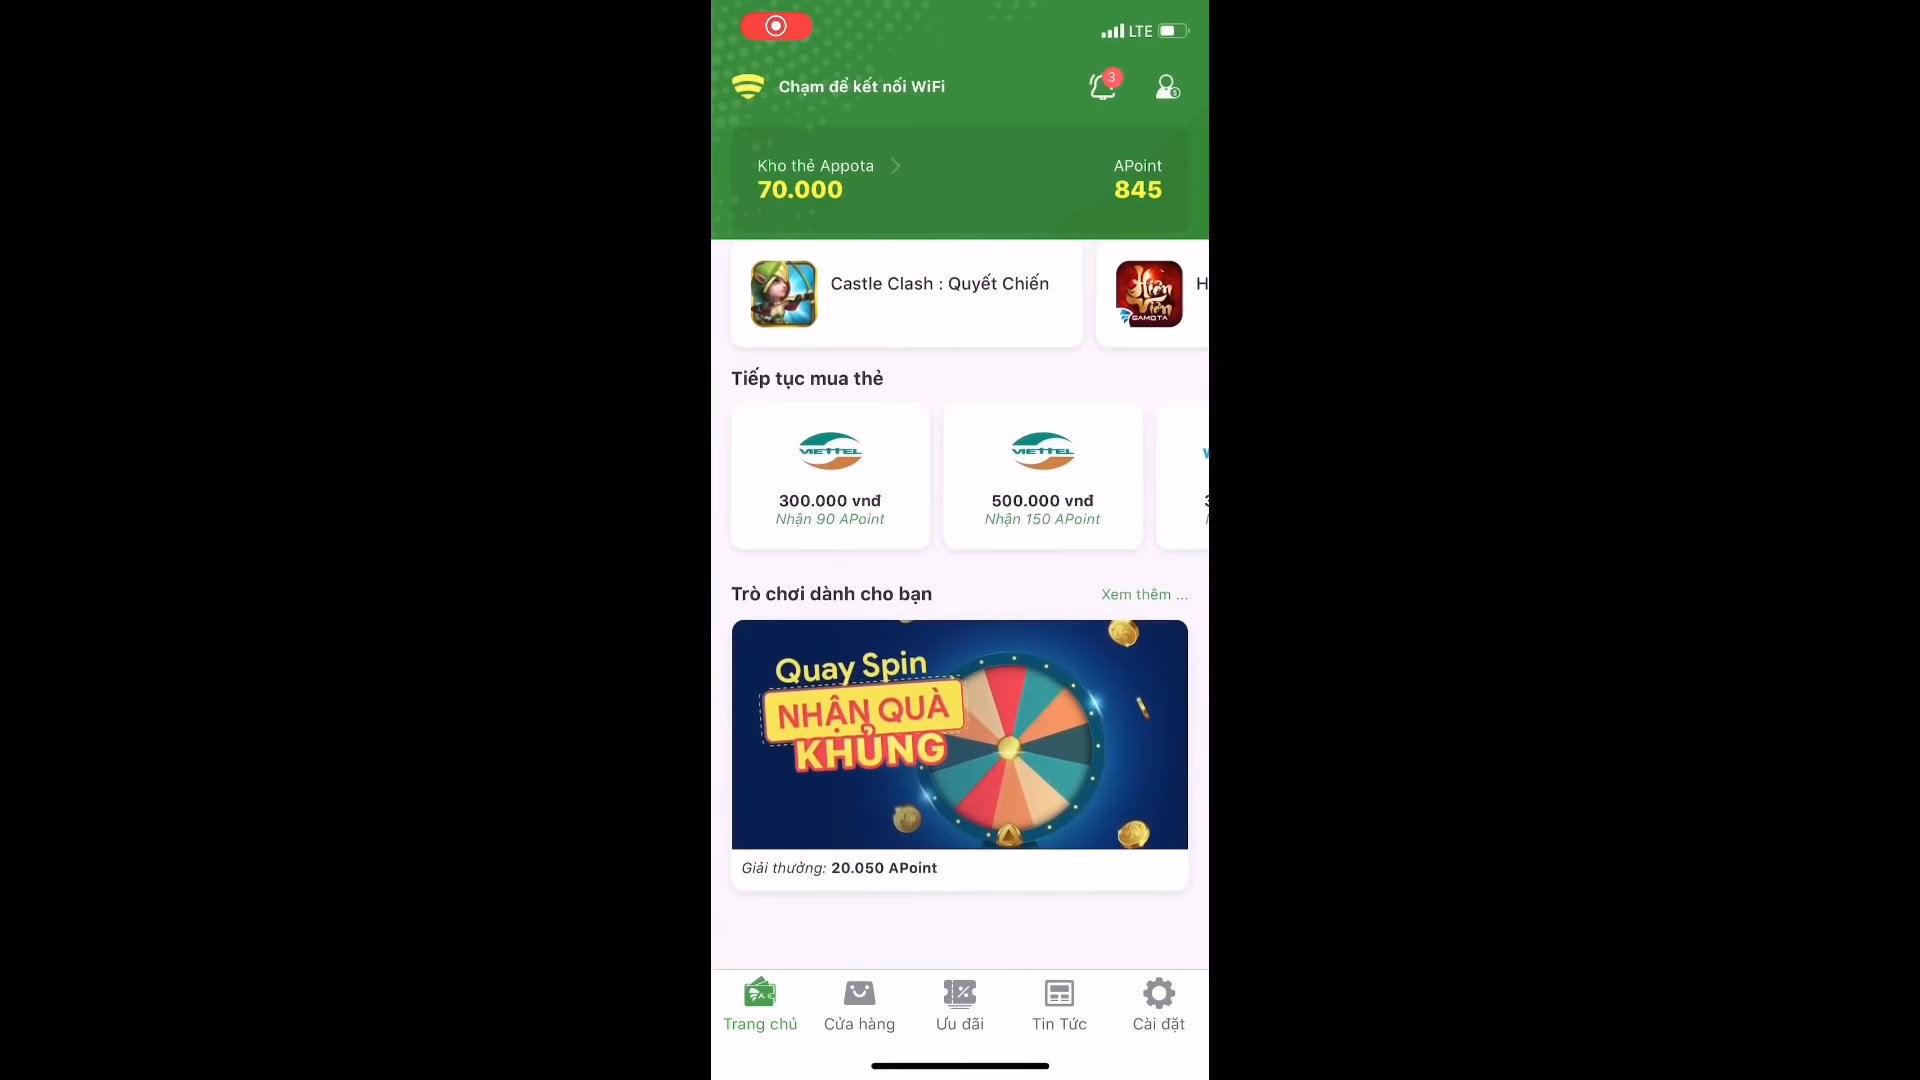 LTE
Chạm để kết nối WiFi
3
Kho thẻ Appota
70.000
APoint
845
Castle Clash : Quyết Chiến
Hiên Viên
GAMOTA
H
Tiếp tục mua thẻ
VIETTEL
300.000 vnđ
Nhận 90 APoint
VIETTEL
500.000 vnđ
Nhận 150 APoint
Trò chơi dành cho bạn
Xem thêm ...
Quay Spin
NHẬN QUÀ
KHỦNG
Giải thưởng: 20.050 APoint
Trang chủ
Cửa hàng
Ưu đãi
Tin Tức
Cài đặt